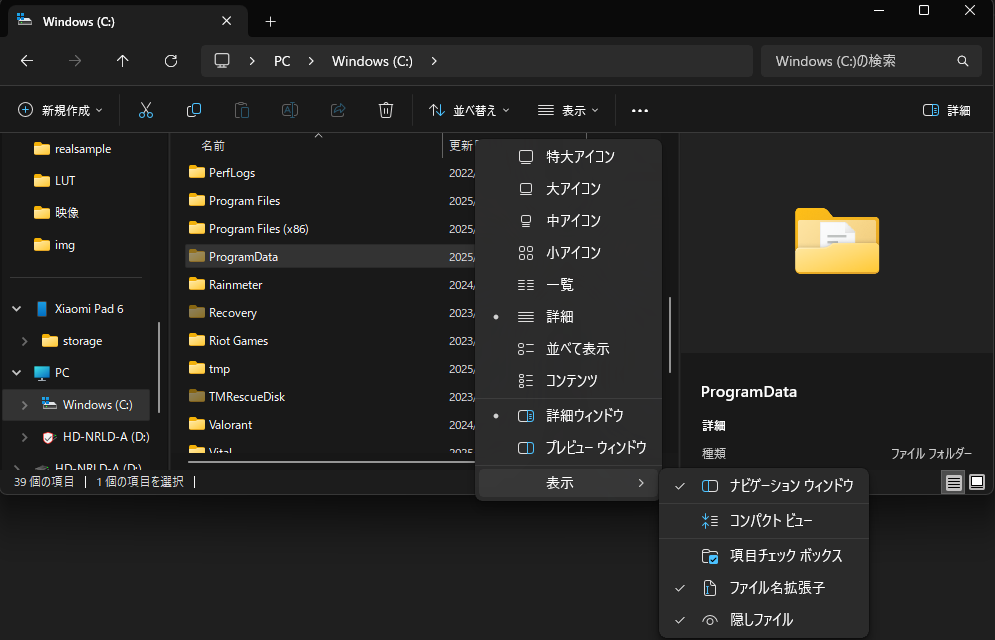 Windows (C:)
PC
Windows (C:)
Windows (C:)の検索
新規作成
並べ替え
表示
詳細
realsample
LUT
映像
img
Xiaomi Pad 6
storage
PC
Windows (C:)
HD-NRLD-A (D:)
HD-NRLD-A (D:)
名前
更新
PerfLogs
2022/
Program Files
2025/
Program Files (x86)
2025/
ProgramData
2025/
Rainmeter
2024/
Recovery
2023/
Riot Games
2023/
tmp
2025/
TMRescueDisk
2023/
Valorant
2024/
Vital
2025/
特大アイコン
大アイコン
中アイコン
小アイコン
一覧
詳細
並べて表示
コンテンツ
詳細ウィンドウ
プレビュー ウィンドウ
表示
ナビゲーション ウィンドウ
コンパクト ビュー
項目チェック ボックス
ファイル名拡張子
隠しファイル
ProgramData
詳細
種類
ファイル フォルダー
39 個の項目
1 個の項目を選択